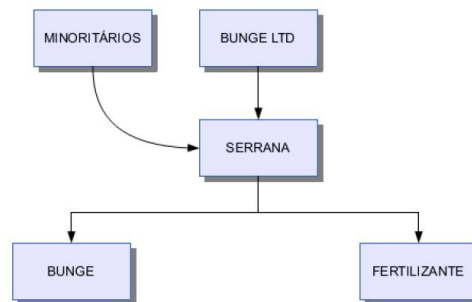 MINORITÁRIOS
BUNGE LTD
SERRANA
BUNGE
FERTILIZANTE